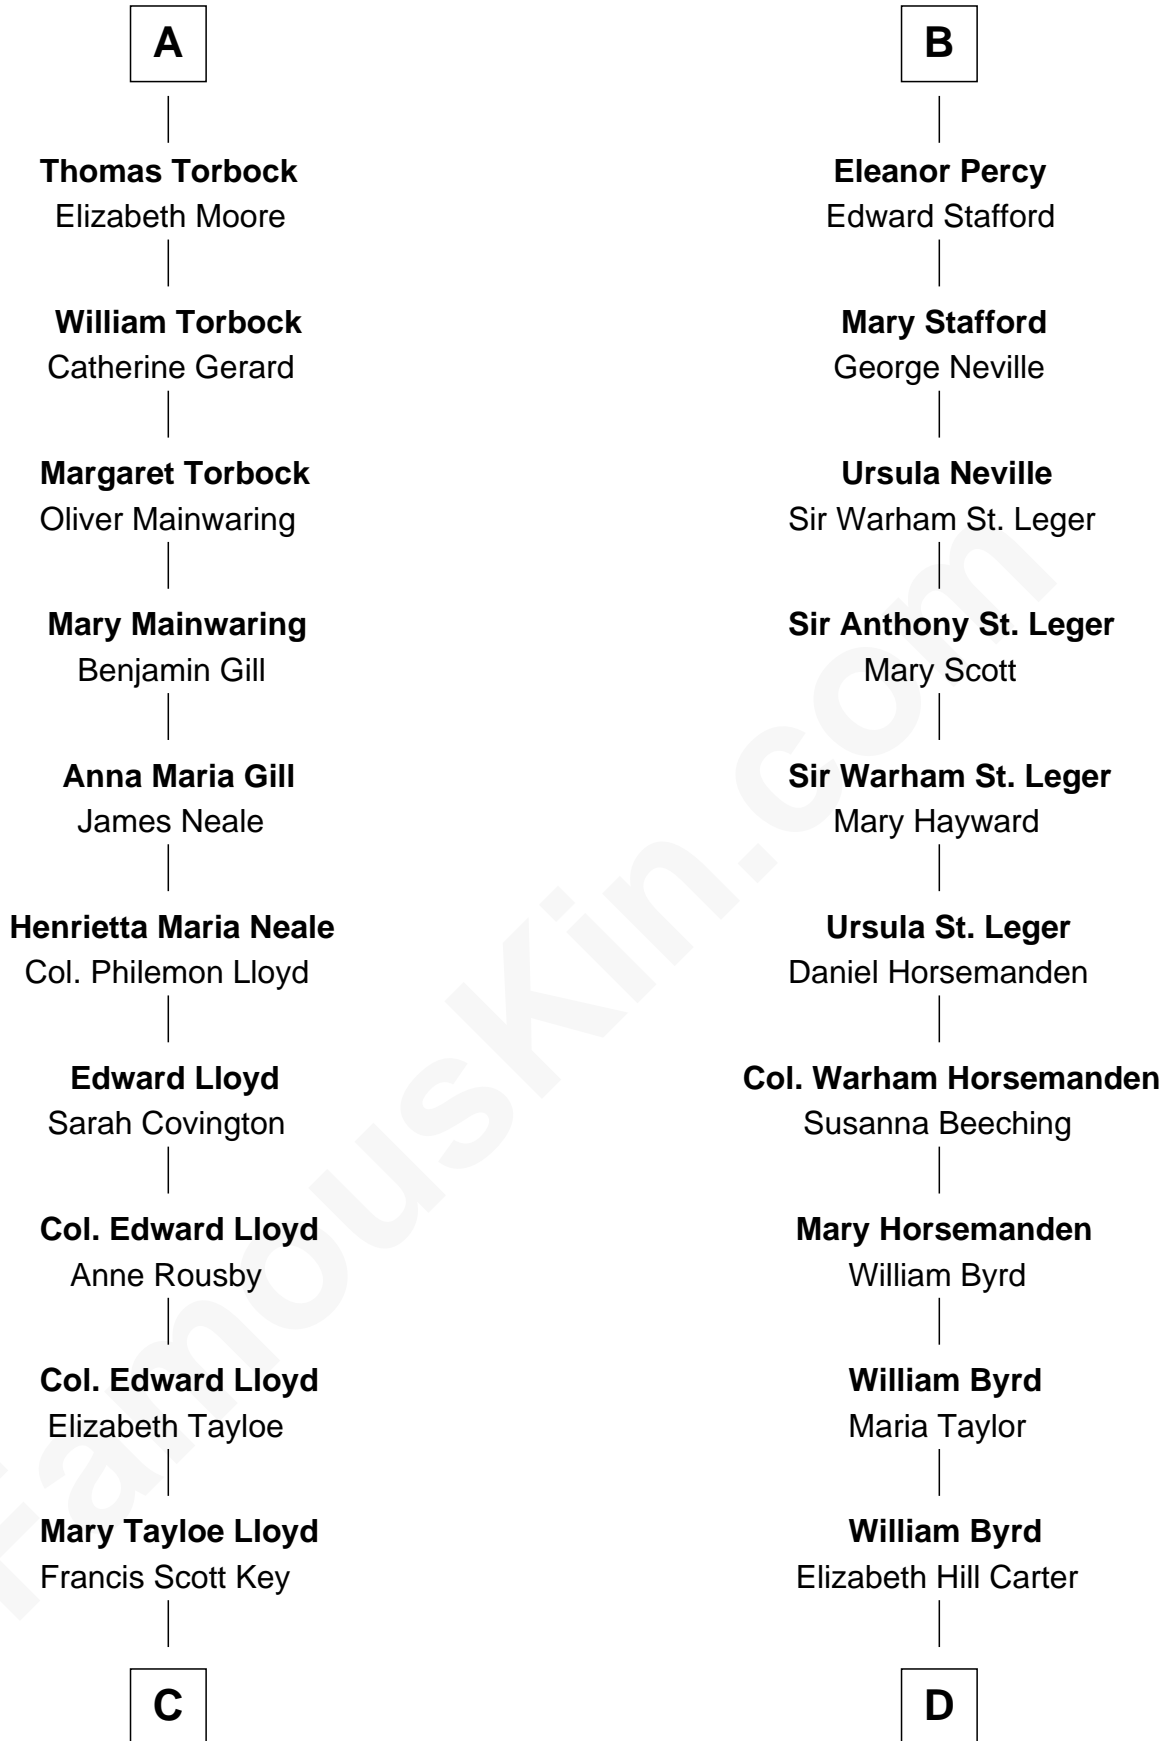 A
Thomas Torbock
Elizabeth Moore
William Torbock
Catherine Gerard
Margaret Torbock
Oliver Mainwaring
Mary Mainwaring
Benjamin Gill
Anna Maria Gill
James Neale
Henrietta Maria Neale
Col. Philemon Lloyd
Edward Lloyd
Sarah Covington
Col. Edward Lloyd
Anne Rousby
Col. Edward Lloyd
Elizabeth Tayloe
Mary Tayloe Lloyd
Francis Scott Key
C
B
Eleanor Percy
Edward Stafford
Mary Stafford
George Neville
Ursula Neville
Sir Warham St. Leger
Sir Anthony St. Leger
Mary Scott
Sir Warham St. Leger
Mary Hayward
Ursula St. Leger
Daniel Horsemanden
Col. Warham Horsemanden
Susanna Beeching
Mary Horsemanden
William Byrd
William Byrd
Maria Taylor
William Byrd
Elizabeth Hill Carter
D
FamousKin.com